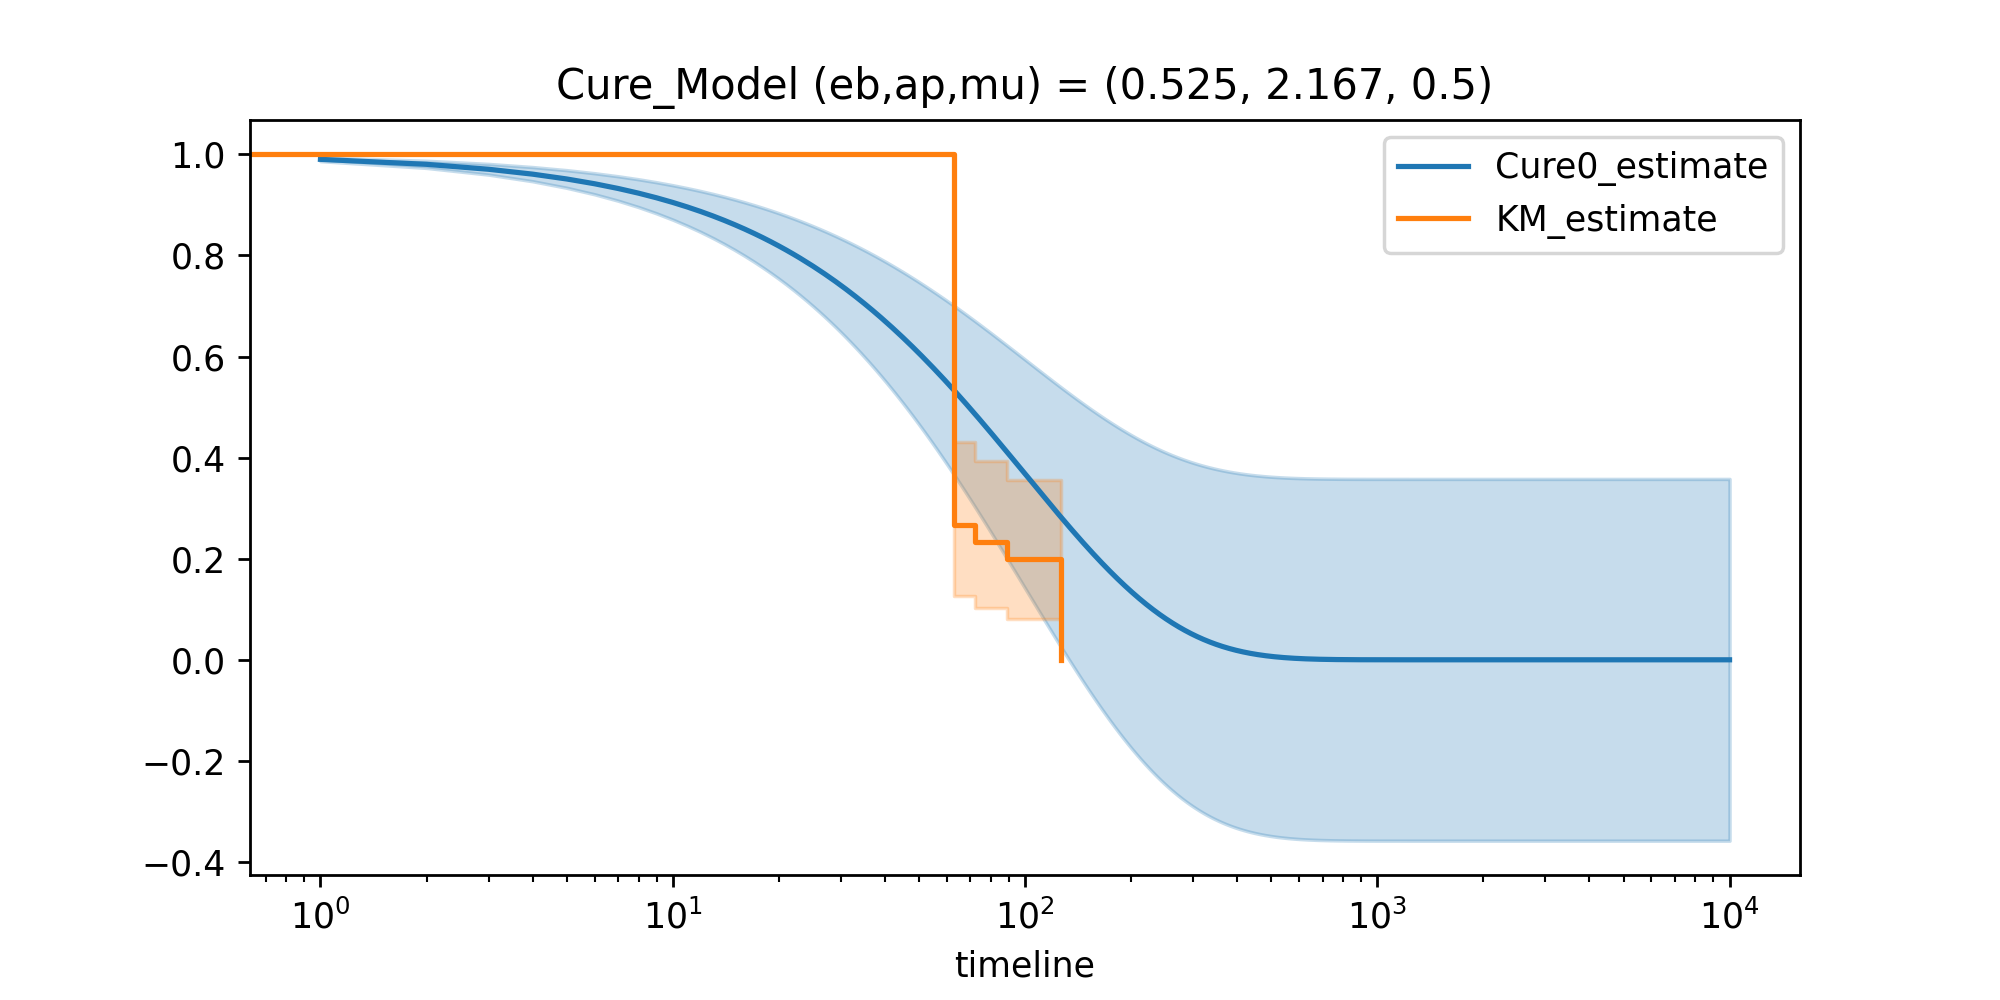 Cure_Model (eb,ap,mu) = (0.525, 2.167, 0.5)
Cure0_estimate
KM_estimate
1.0
0.8
0.6
0.4
0.2
0.0
−0.2
−0.4
10⁰ 10¹ 10² 10³ 10⁴
timeline